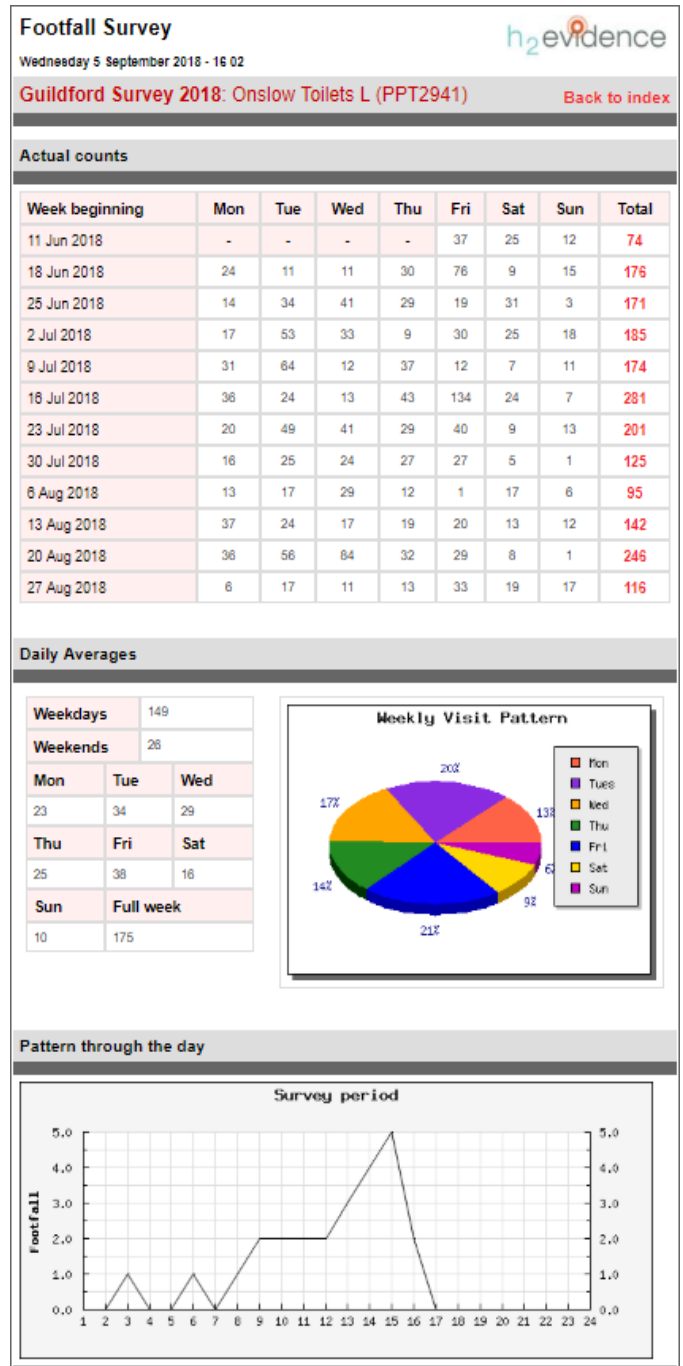 Footfall Survey
h2evidence
Wednesday 5 September 2018 - 16 02
Guildford Survey 2018: Onslow Toilets L (PPT2941) Back to index
Actual counts
Week beginning Mon Tue Wed Thu Fri Sat Sun Total
11 Jun 2018 - - - - 37 25 12 74
18 Jun 2018 24 11 11 30 76 9 15 176
25 Jun 2018 14 34 41 29 19 31 3 171
2 Jul 2018 17 53 33 9 30 25 18 185
9 Jul 2018 31 64 12 37 12 7 11 174
16 Jul 2018 36 24 13 43 134 24 7 281
23 Jul 2018 20 49 41 29 40 9 13 201
30 Jul 2018 16 25 24 27 27 5 1 125
6 Aug 2018 13 17 29 12 1 17 6 95
13 Aug 2018 37 24 17 19 20 13 12 142
20 Aug 2018 36 56 84 32 29 8 1 246
27 Aug 2018 6 17 11 13 33 19 17 116
Daily Averages
Weekdays 149
Weekends 26
Mon Tue Wed
23 34 29
Thu Fri Sat
25 38 16
Sun Full week
10 175
Weekly Visit Pattern
20%
17%
13%
14%
6%
9%
21%
Mon
Tues
Wed
Thu
Fri
Sat
Sun
Pattern through the day
Survey period
Footfall
5.0 5.0
4.0 4.0
3.0 3.0
2.0 2.0
1.0 1.0
0.0 0.0
1 2 3 4 5 6 7 8 9 10 11 12 13 14 15 16 17 18 19 20 21 22 23 24